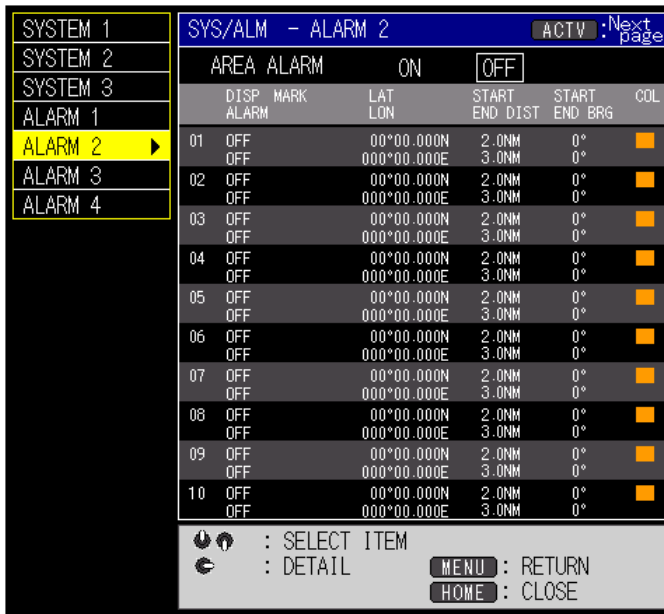 SYSTEM 1
SYSTEM 2
SYSTEM 3
ALARM 1
ALARM 2
ALARM 3
ALARM 4
SYS/ALM - ALARM 2 ACTV :Next page
AREA ALARM ON OFF
DISP MARK LAT START START COL
ALARM LON END DIST END BRG
01 OFF 00°00.000N 2.0NM 0°
OFF 000°00.000E 3.0NM 0°
02 OFF 00°00.000N 2.0NM 0°
OFF 000°00.000E 3.0NM 0°
03 OFF 00°00.000N 2.0NM 0°
OFF 000°00.000E 3.0NM 0°
04 OFF 00°00.000N 2.0NM 0°
OFF 000°00.000E 3.0NM 0°
05 OFF 00°00.000N 2.0NM 0°
OFF 000°00.000E 3.0NM 0°
06 OFF 00°00.000N 2.0NM 0°
OFF 000°00.000E 3.0NM 0°
07 OFF 00°00.000N 2.0NM 0°
OFF 000°00.000E 3.0NM 0°
08 OFF 00°00.000N 2.0NM 0°
OFF 000°00.000E 3.0NM 0°
09 OFF 00°00.000N 2.0NM 0°
OFF 000°00.000E 3.0NM 0°
10 OFF 00°00.000N 2.0NM 0°
OFF 000°00.000E 3.0NM 0°
: SELECT ITEM
: DETAIL MENU : RETURN
HOME : CLOSE